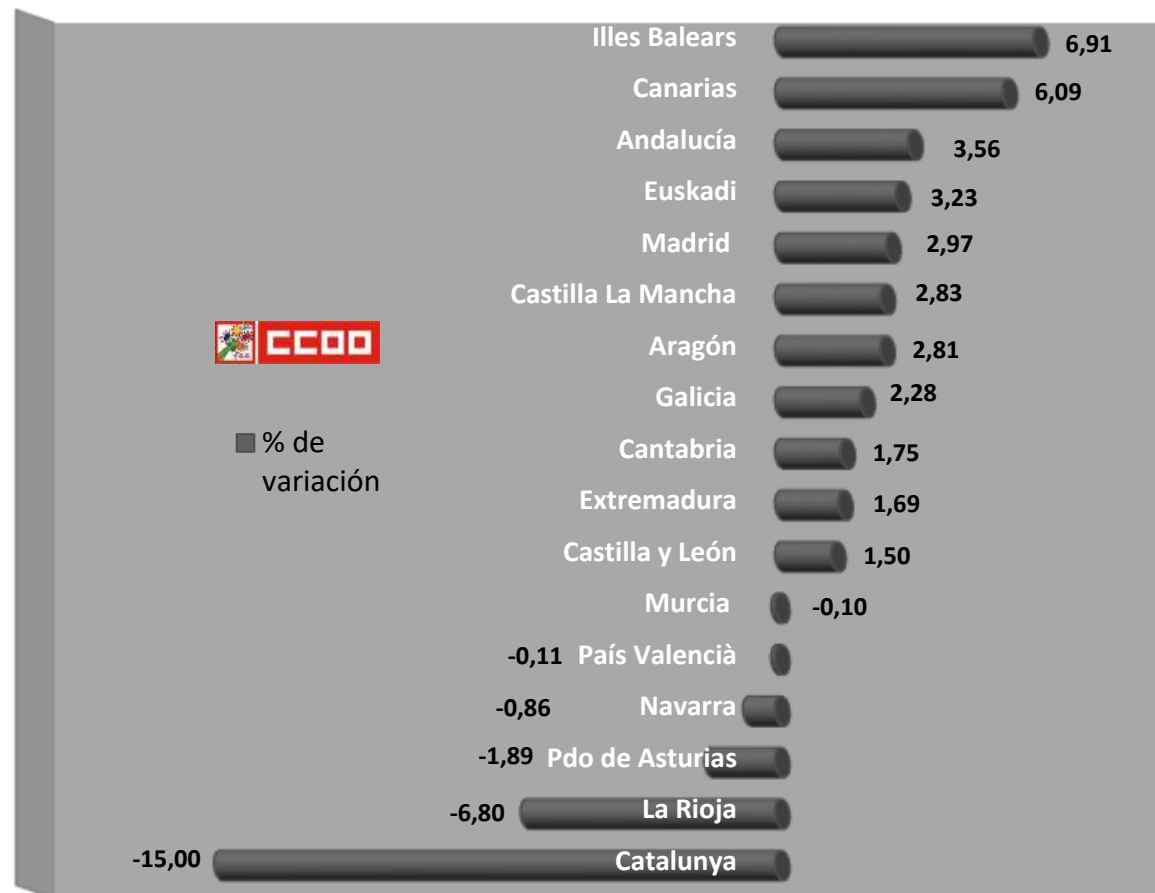 Illes Balears 6,91
Canarias 6,09
Andalucía 3,56
Euskadi 3,23
Madrid 2,97
Castilla La Mancha 2,83
Aragón 2,81
CCOO
Galicia 2,28
% de
variación
Cantabria 1,75
Extremadura 1,69
Castilla y León 1,50
Murcia -0,10
-0,11 País Valencià
-0,86 Navarra
-1,89 Pdo de Asturias
-6,80 La Rioja
-15,00 Catalunya